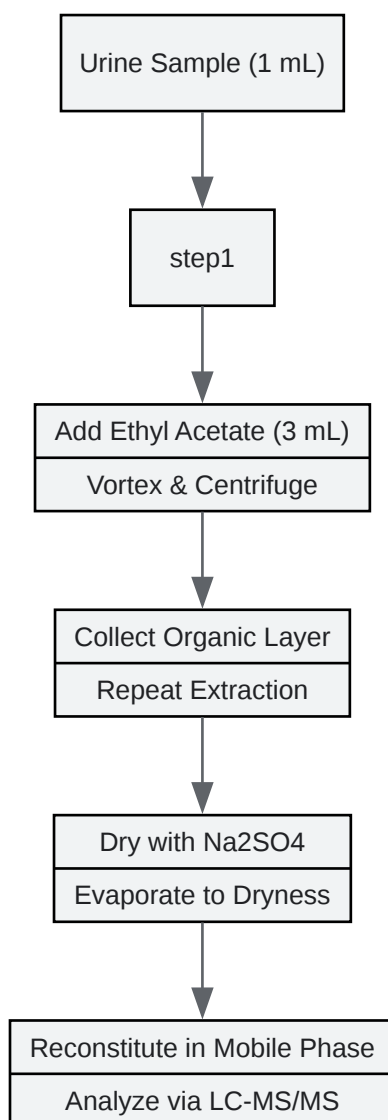 Urine Sample (1 mL)
step1
Add Ethyl Acetate (3 mL)
Vortex & Centrifuge
Collect Organic Layer
Repeat Extraction
Dry with Na2SO4
Evaporate to Dryness
Reconstitute in Mobile Phase
Analyze via LC-MS/MS